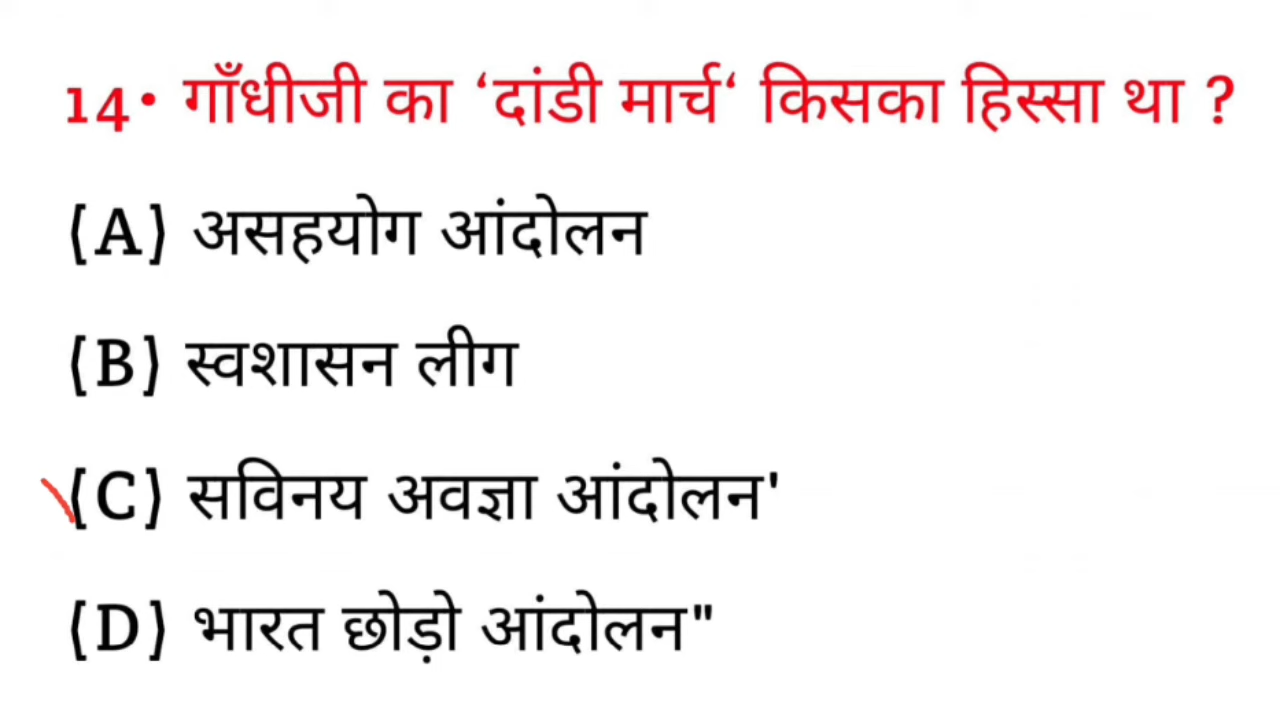 14• गाँधीजी का ‘दांडी मार्च‘ किसका हिस्सा था ?
(A) असहयोग आंदोलन
(B) स्वशासन लीग
(C) सविनय अवज्ञा आंदोलन'
(D) भारत छोड़ो आंदोलन"